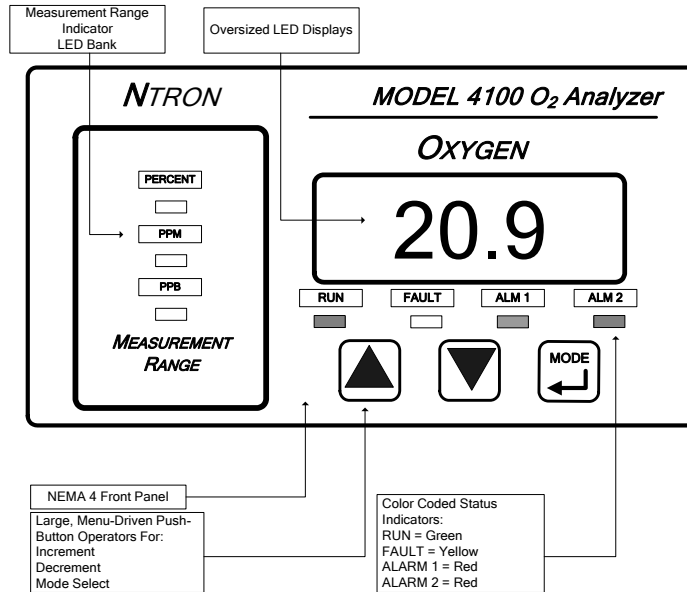 Measurement Range
Indicator
LED Bank
Oversized LED Displays
NTRON
MODEL 4100 O₂ Analyzer
OXYGEN
PERCENT
PPM
PPB
MEASUREMENT
RANGE
20.9
RUN
FAULT
ALM 1
ALM 2
MODE
NEMA 4 Front Panel
Large, Menu-Driven Push-
Button Operators For:
Increment
Decrement
Mode Select
Color Coded Status
Indicators:
RUN = Green
FAULT = Yellow
ALARM 1 = Red
ALARM 2 = Red